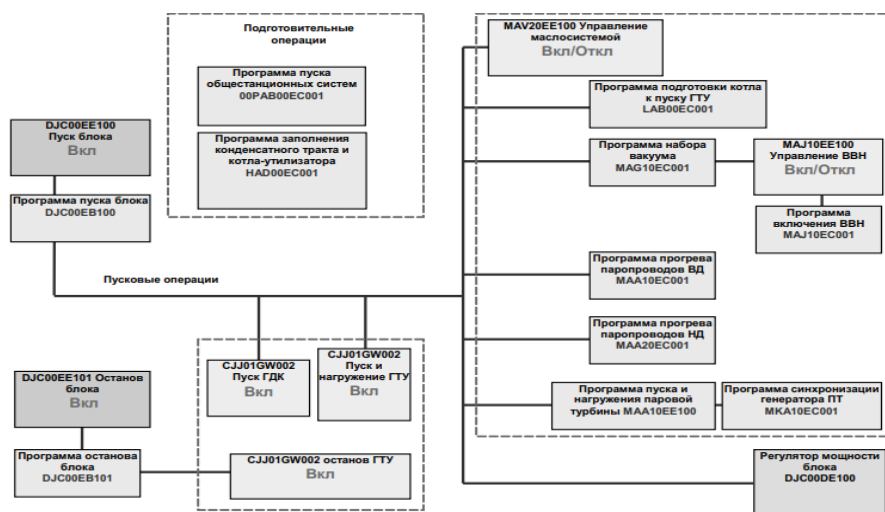 Подготовительные
операции
Программа пуска
общестанционных систем
00PAB00EC001
Программа заполнения
конденсатного тракта и
котла-утилизатора
HAD00EC001
DJC00EE100
Пуск блока
Вкл
Программа пуска блока
DJC00EB100
Пусковые операции
MAV20EE100 Управление
маслосистемой
Вкл/Откл
Программа подготовки котла
к пуску ГТУ
LAB00EC001
Программа набора
вакуума
MAG10EC001
MAJ10EE100
Управление ВВН
Вкл/Откл
Программа
включения ВВН
MAJ10EC001
Программа прогрева
паропроводов ВД
MAA10EC001
Программа прогрева
паропроводов НД
MAA20EC001
CJJ01GW002
Пуск ГДК
Вкл
CJJ01GW002
Пуск и
нагружение ГТУ
Вкл
DJC00EE101 Останов
блока
Вкл
Программа останова
блока
DJC00EB101
CJJ01GW002 останов ГТУ
Вкл
Программа пуска и
нагружения паровой
турбины MAA10EE100
Программа синхронизации
генератора ПТ
MKA10EC001
Регулятор мощности
блока
DJC00DE100